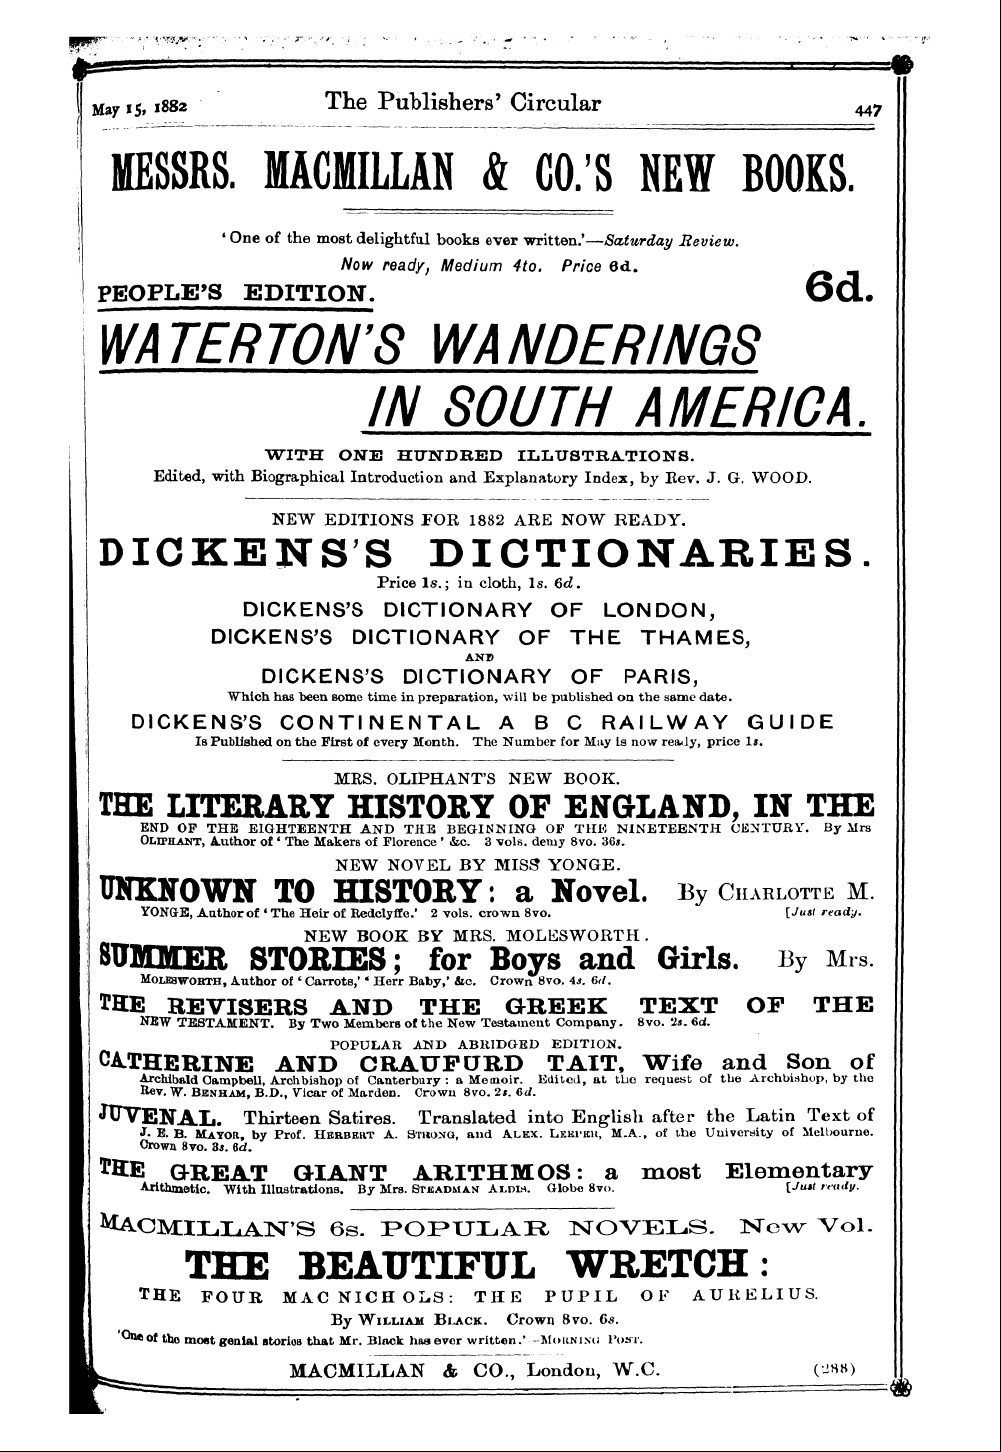 May 15, 1882 The Publishers' Circular 447
MESSRS. MACMILLAN & CO.'S NEW BOOKS.
'One of the most delightful books ever written.'—Saturday Review.
Now ready, Medium 4to. Price 6d.
PEOPLE'S EDITION. 6d.
WATERTON'S WANDERINGS
IN SOUTH AMERICA.
WITH ONE HUNDRED ILLUSTRATIONS.
Edited, with Biographical Introduction and Explanatory Index, by Rev. J. G. WOOD.
NEW EDITIONS FOR 1882 ARE NOW READY.
DICKENS'S DICTIONARIES.
Price 1s.; in cloth, 1s. 6d.
DICKENS'S DICTIONARY OF LONDON,
DICKENS'S DICTIONARY OF THE THAMES,
AND
DICKENS'S DICTIONARY OF PARIS,
Which has been some time in preparation, will be published on the same date.
DICKENS'S CONTINENTAL A B C RAILWAY GUIDE
Is Published on the First of every Month. The Number for May is now ready, price 1s.
MRS. OLIPHANT'S NEW BOOK.
THE LITERARY HISTORY OF ENGLAND, IN THE
END OF THE EIGHTEENTH AND THE BEGINNING OF THE NINETEENTH CENTURY. By Mrs
OLIPHANT, Author of 'The Makers of Florence' &c. 3 vols. demy 8vo. 36s.
NEW NOVEL BY MISS YONGE.
UNKNOWN TO HISTORY: a Novel. By CHARLOTTE M.
YONGE, Author of 'The Heir of Redclyffe.' 2 vols. crown 8vo. [Just ready.
NEW BOOK BY MRS. MOLESWORTH.
SUMMER STORIES; for Boys and Girls. By Mrs.
MOLESWORTH, Author of 'Carrots,' 'Herr Baby,' &c. Crown 8vo. 4s. 6d.
THE REVISERS AND THE GREEK TEXT OF THE
NEW TESTAMENT. By Two Members of the New Testament Company. 8vo. 2s. 6d.
POPULAR AND ABRIDGED EDITION.
CATHERINE AND CRAUFURD TAIT, Wife and Son of
Archibald Campbell, Archbishop of Canterbury: a Memoir. Edited, at the request of the Archbishop, by the
Rev. W. BENHAM, B.D., Vicar of Marden. Crown 8vo. 2s. 6d.
JUVENAL. Thirteen Satires. Translated into English after the Latin Text of
J. E. B. MAYOR, by Prof. HERBERT A. STRONG, and ALEX. LEEPER, M.A., of the University of Melbourne.
Crown 8vo. 3s. 6d.
THE GREAT GIANT ARITHMOS: a most Elementary
Arithmetic. With Illustrations. By Mrs. STEADMAN ALDIS. Globe 8vo. [Just ready.
MACMILLAN'S 6s. POPULAR NOVELS. New Vol.
THE BEAUTIFUL WRETCH:
THE FOUR MACNICHOLS: THE PUPIL OF AURELIUS.
By WILLIAM BLACK. Crown 8vo. 6s.
'One of the most genial stories that Mr. Black has ever written.'—MORNING POST.
MACMILLAN & CO., London, W.C. (288)